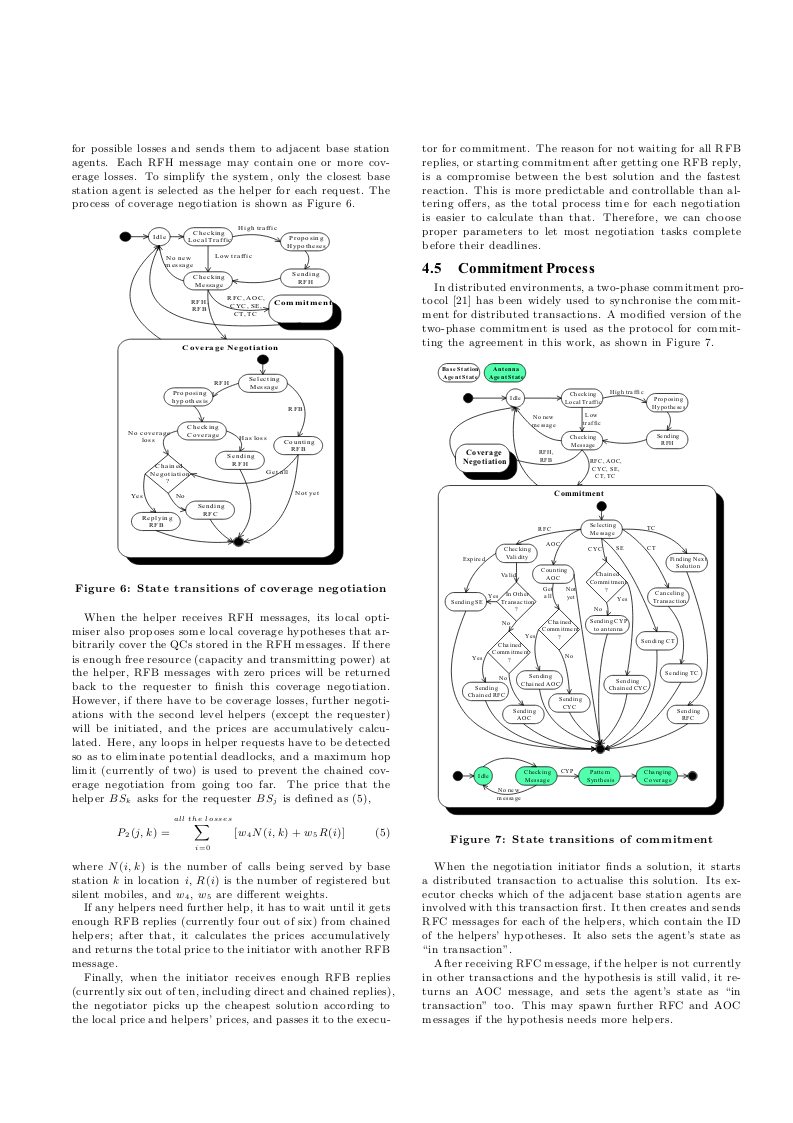 for possible losses and sends them to adjacent base station
agents. Each RFH message may contain one or more cov-
erage losses. To simplify the system, only the closest base
station agent is selected as the helper for each request. The
process of coverage negotiation is shown as Figure 6.
Idle
Checking
Local Traffic
High traffic
Proposing
Hypotheses
No new
message
Low traffic
Checking
Message
Sending
RFH
RFH,
RFB
RFC, AOC,
CYC, SE,
CT, TC
Commitment
Coverage Negotiation
Selecting
Message
RFH
Proposing
hypothesis
RFB
Checking
Coverage
No coverage
loss
Has loss
Counting
RFB
Sending
RFH
Chained
Negotiation
?
Get all
Yes
No
Not yet
Sending
RFC
Replying
RFB
Figure 6: State transitions of coverage negotiation
When the helper receives RFH messages, its local opti-
miser also proposes some local coverage hypotheses that ar-
bitrarily cover the QCs stored in the RFH messages. If there
is enough free resource (capacity and transmitting power) at
the helper, RFB messages with zero prices will be returned
back to the requester to finish this coverage negotiation.
However, if there have to be coverage losses, further negoti-
ations with the second level helpers (except the requester)
will be initiated, and the prices are accumulatively calcu-
lated. Here, any loops in helper requests have to be detected
so as to eliminate potential deadlocks, and a maximum hop
limit (currently of two) is used to prevent the chained cov-
erage negotiation from going too far. The price that the
helper BS_k asks for the requester BS_j is defined as (5),
P_2(j, k) = \sum_{i=0}^{all the losses} [w_4N(i, k) + w_5R(i)] (5)
where N(i, k) is the number of calls being served by base
station k in location i, R(i) is the number of registered but
silent mobiles, and w_4, w_5 are different weights.
If any helpers need further help, it has to wait until it gets
enough RFB replies (currently four out of six) from chained
helpers; after that, it calculates the prices accumulatively
and returns the total price to the initiator with another RFB
message.
Finally, when the initiator receives enough RFB replies
(currently six out of ten, including direct and chained replies),
the negotiator picks up the cheapest solution according to
the local price and helpers' prices, and passes it to the execu-
tor for commitment. The reason for not waiting for all RFB
replies, or starting commitment after getting one RFB reply,
is a compromise between the best solution and the fastest
reaction. This is more predictable and controllable than al-
tering offers, as the total process time for each negotiation
is easier to calculate than that. Therefore, we can choose
proper parameters to let most negotiation tasks complete
before their deadlines.
4.5 Commitment Process
In distributed environments, a two-phase commitment pro-
tocol [21] has been widely used to synchronise the commit-
ment for distributed transactions. A modified version of the
two-phase commitment is used as the protocol for commit-
ting the agreement in this work, as shown in Figure 7.
Base Station
Agent State
Antenna
Agent State
Idle
Checking
Local Traffic
High traffic
Proposing
Hypotheses
No new
message
Low
traffic
Checking
Message
Sending
RFH
Coverage
Negotiation
RFH,
RFB
RFC, AOC,
CYC, SE,
CT, TC
Commitment
Selecting
Message
RFC
TC
AOC
CYC
SE
CT
Checking
Validity
Finding Next
Solution
Expired
Valid
Counting
AOC
Chained
Commitment
?
Canceling
Transaction
Sending SE
Yes
In Other
Transaction
?
Get
all
Not
yet
No
Yes
Sending CYP
to antenna
No
Yes
Chained
Commitment
?
Sending CT
Chained
Commitment
?
Yes
No
No
Sending TC
Sending
Chained RFC
Sending
Chained AOC
Sending
Chained CYC
Sending
CYC
Sending
AOC
Sending
RFC
Idle
Checking
Message
CYP
Pattern
Synthesis
Changing
Coverage
No new
message
Figure 7: State transitions of commitment
When the negotiation initiator finds a solution, it starts
a distributed transaction to actualise this solution. Its ex-
ecutor checks which of the adjacent base station agents are
involved with this transaction first. It then creates and sends
RFC messages for each of the helpers, which contain the ID
of the helpers' hypotheses. It also sets the agent's state as
"in transaction".
After receiving RFC message, if the helper is not currently
in other transactions and the hypothesis is still valid, it re-
turns an AOC message, and sets the agent's state as "in
transaction" too. This may spawn further RFC and AOC
messages if the hypothesis needs more helpers.